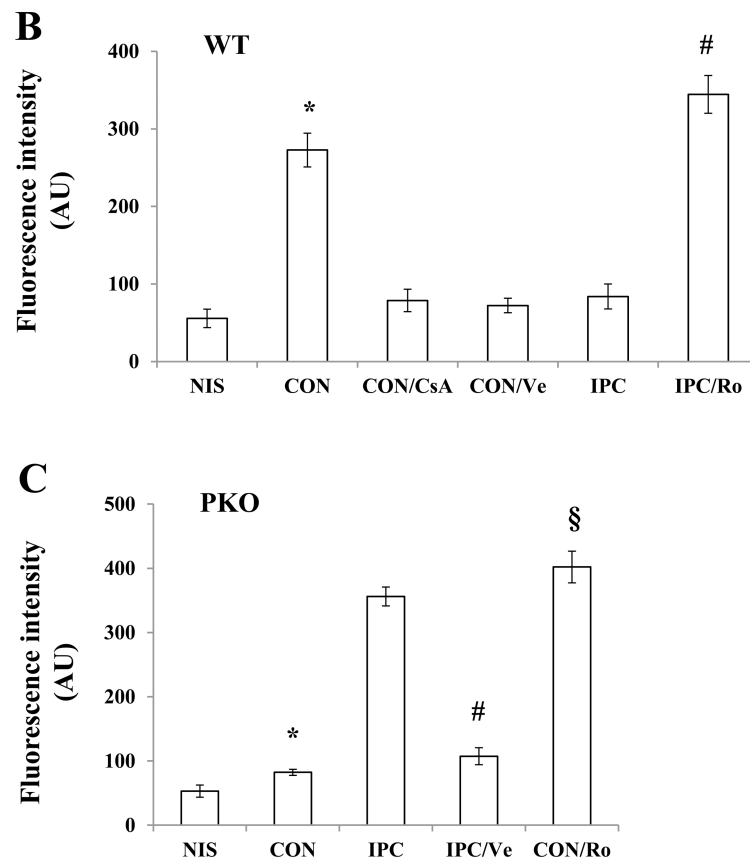 B
WT
Fluorescence intensity
(AU)
400
300
200
100
0
*
#
NIS CON CON/CsA CON/Ve IPC IPC/Ro
C
PKO
Fluorescence intensity
(AU)
500
400
300
200
100
0
*
#
§
NIS CON IPC IPC/Ve CON/Ro